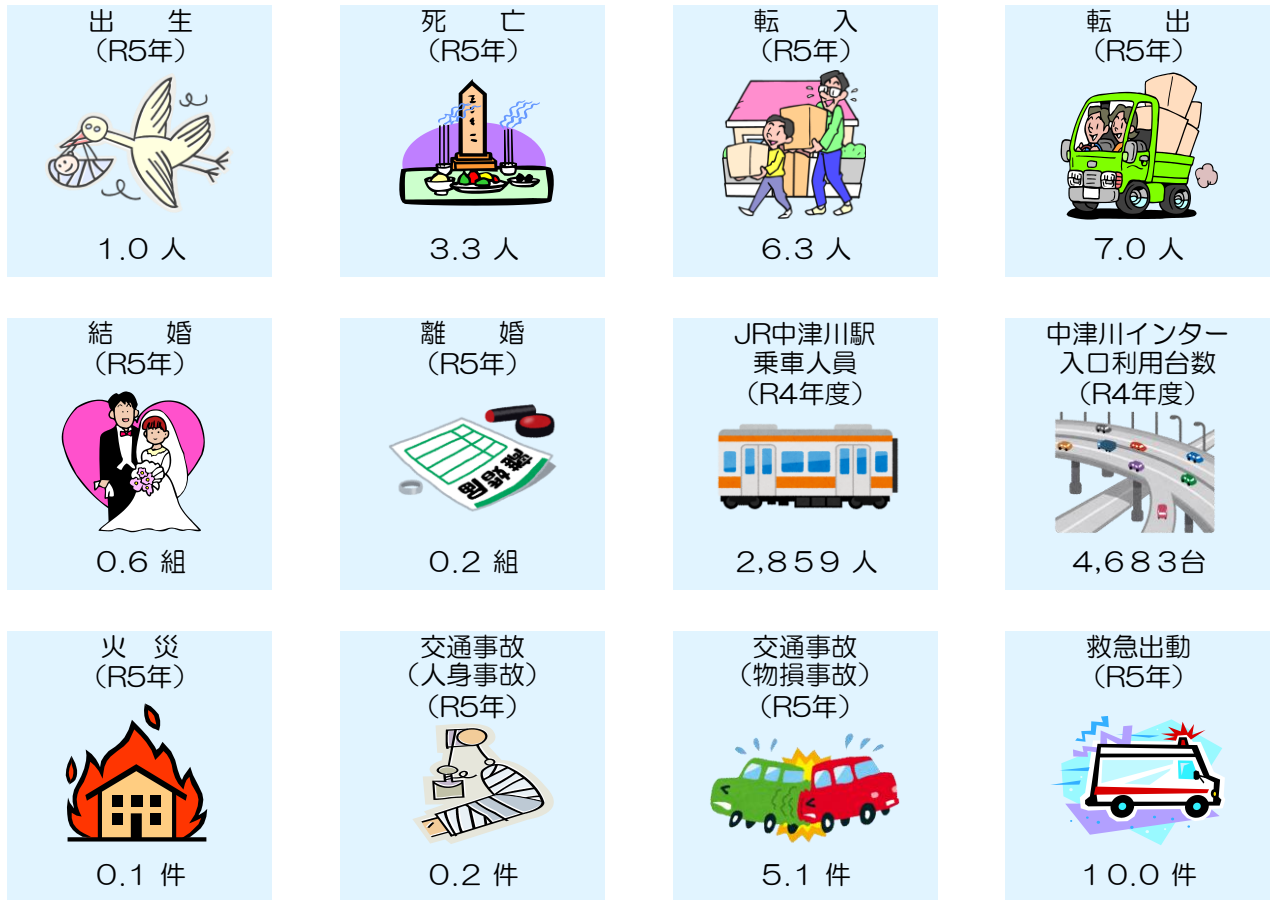 出　生
（R5年）
1.0 人
死　亡
（R5年）
3.3 人
転　入
（R5年）
6.3 人
転　出
（R5年）
7.0 人
結　婚
（R5年）
0.6 組
離　婚
（R5年）
離婚届
0.2 組
JR中津川駅
乗車人員
（R4年度）
2,859 人
中津川インター
入口利用台数
（R4年度）
4,683台
火　災
（R5年）
0.1 件
交通事故
（人身事故）
（R5年）
0.2 件
交通事故
（物損事故）
（R5年）
5.1 件
救急出動
（R5年）
10.0 件